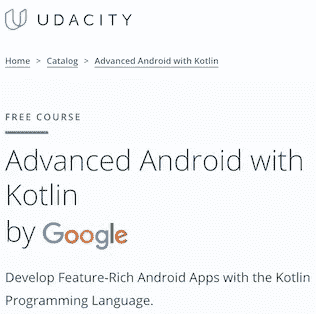 UDACITY
Home > Catalog > Advanced Android with Kotlin
FREE COURSE
Advanced Android with
Kotlin
by Google
Develop Feature-Rich Android Apps with the Kotlin
Programming Language.